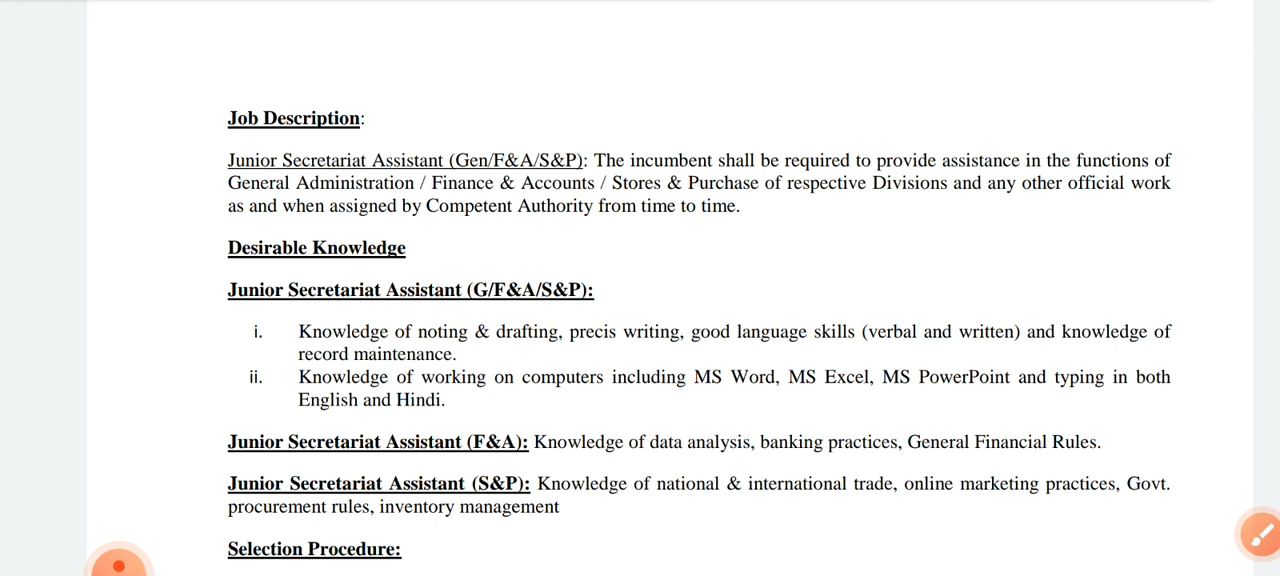 Job Description:
Junior Secretariat Assistant (Gen/F&A/S&P): The incumbent shall be required to provide assistance in the functions of
General Administration / Finance & Accounts / Stores & Purchase of respective Divisions and any other official work
as and when assigned by Competent Authority from time to time.
Desirable Knowledge
Junior Secretariat Assistant (G/F&A/S&P):
i. Knowledge of noting & drafting, precis writing, good language skills (verbal and written) and knowledge of
record maintenance.
ii. Knowledge of working on computers including MS Word, MS Excel, MS PowerPoint and typing in both
English and Hindi.
Junior Secretariat Assistant (F&A): Knowledge of data analysis, banking practices, General Financial Rules.
Junior Secretariat Assistant (S&P): Knowledge of national & international trade, online marketing practices, Govt.
procurement rules, inventory management
Selection Procedure: